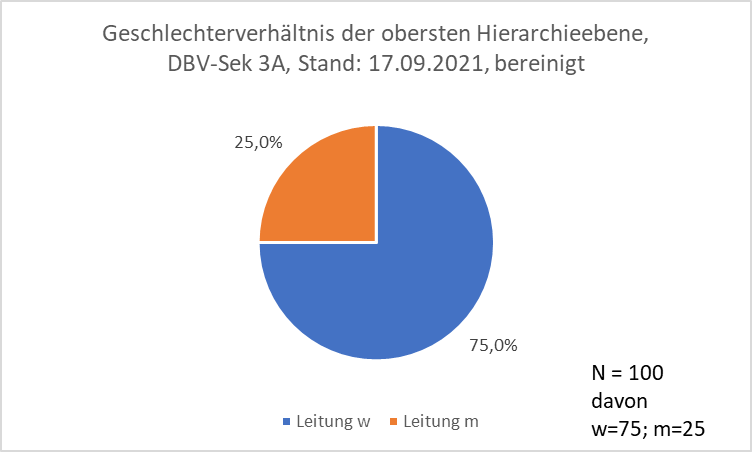 Geschlechterverhältnis der obersten Hierarchieebene,
DBV-Sek 3A, Stand: 17.09.2021, bereinigt
25,0%
75,0%
N = 100
davon
w=75; m=25
Leitung w Leitung m